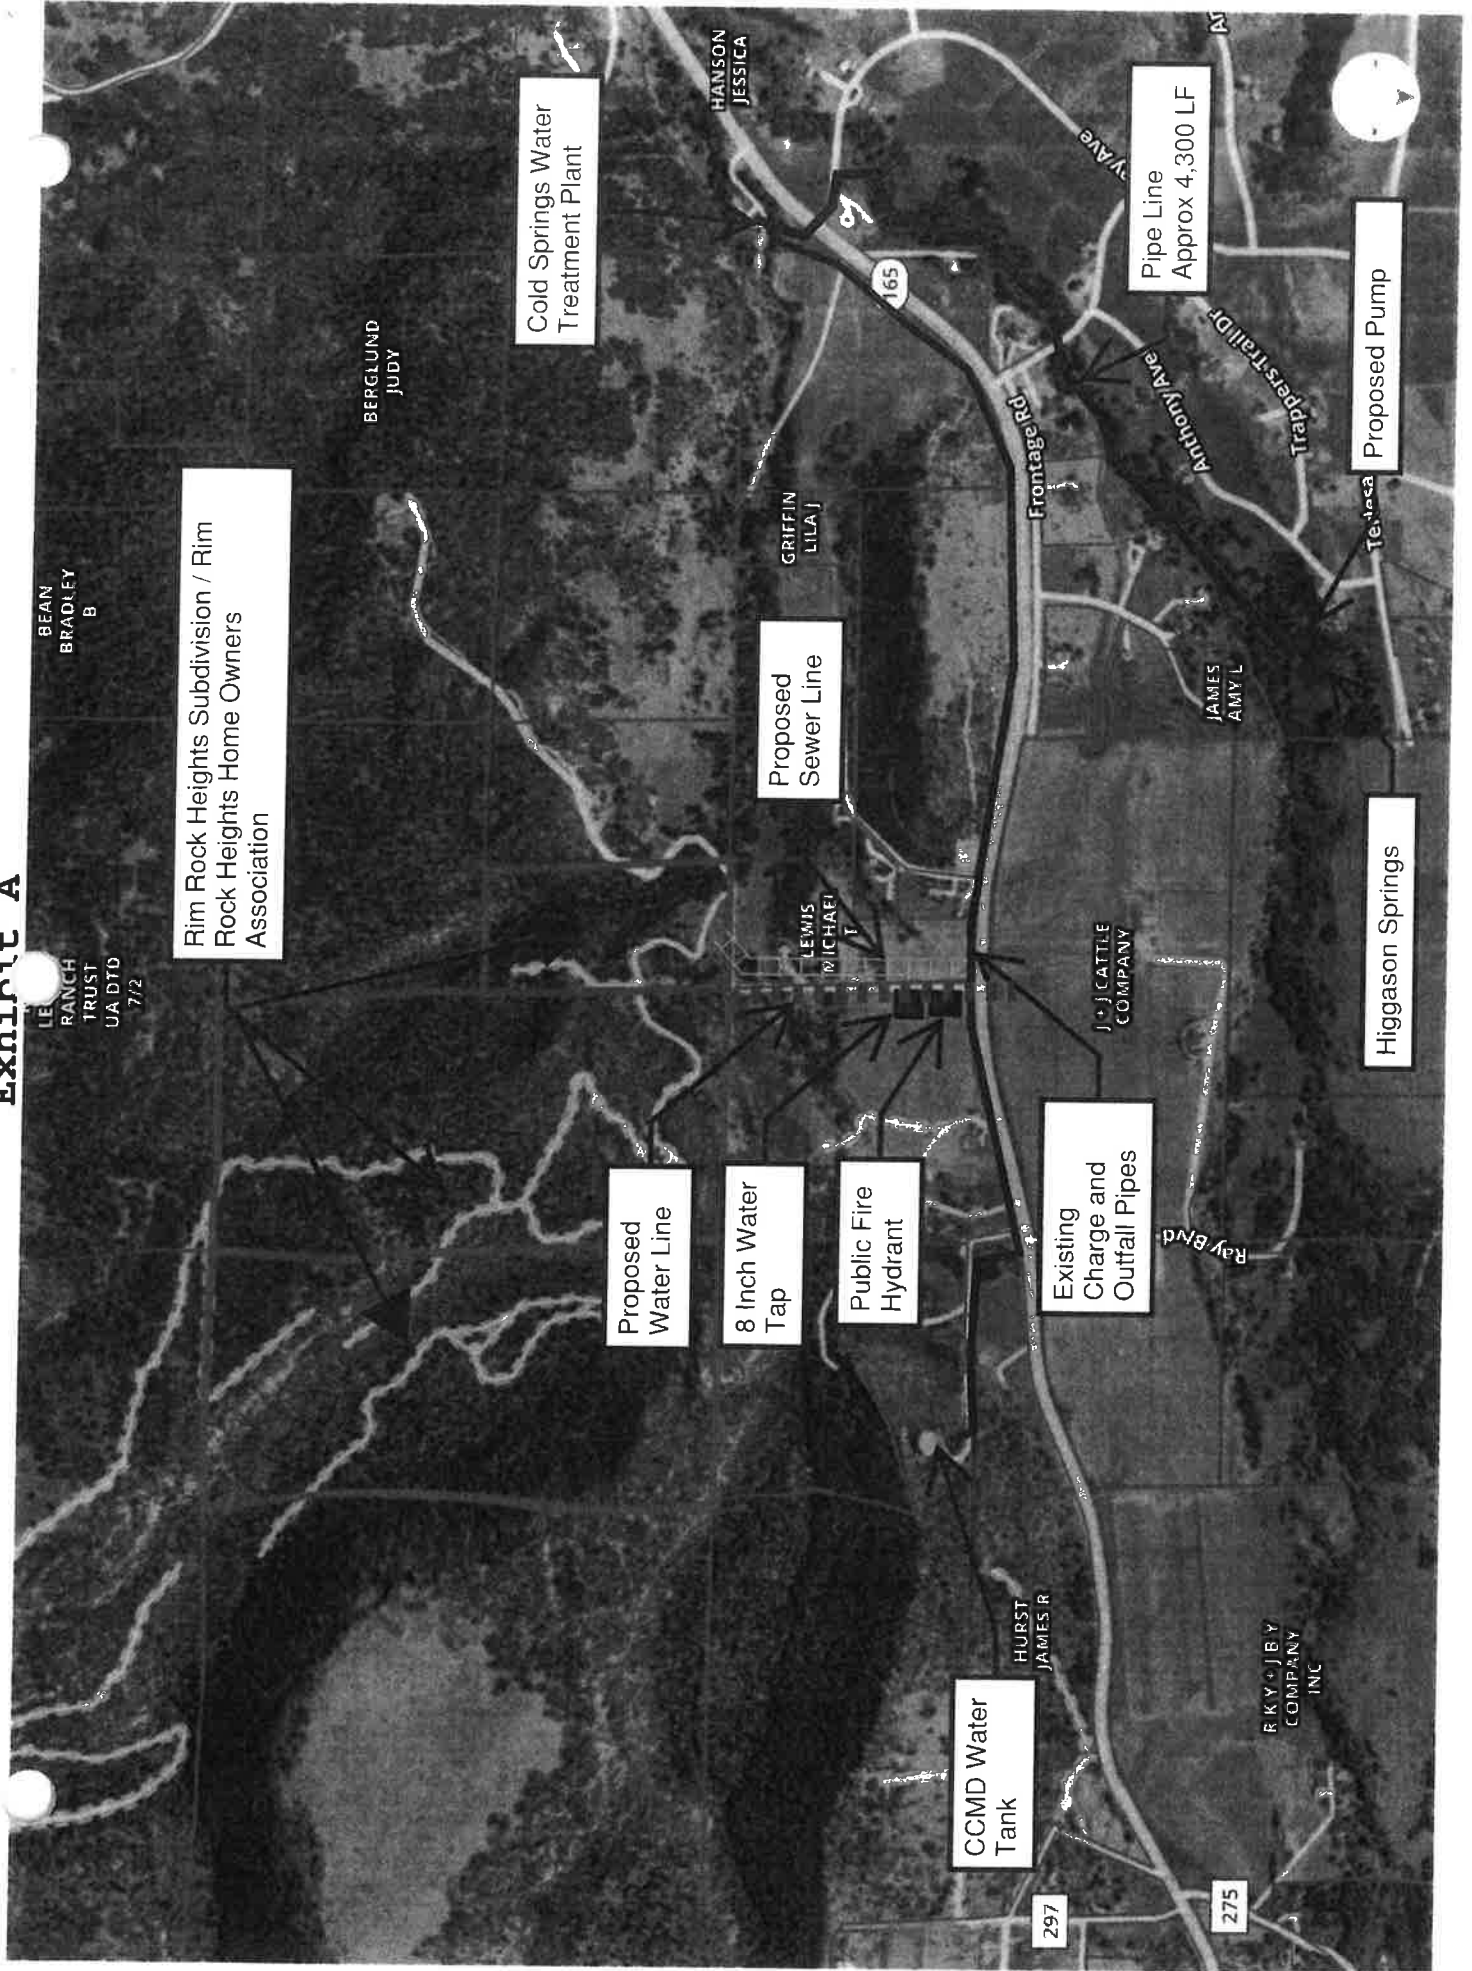 Exhibit A
BEAN
BRADLEY
B
LE
RANCH
TRUST
UA DTD
7/2
Rim Rock Heights Subdivision / Rim
Rock Heights Home Owners
Association
BERGLUND
JUDY
Cold Springs Water
Treatment Plant
HANSON
JESSICA
Proposed
Water Line
8 Inch Water
Tap
Public Fire
Hydrant
Proposed
Sewer Line
GRIFFIN
LILA J
LEWIS
MICHAEL
T
165
CCMD Water
Tank
HURST
JAMES R
Existing
Charge and
Outfall Pipes
J + J CATTLE
COMPANY
Frontage Rd
y Ave
Pipe Line
Approx 4,300 LF
Anthony Ave
Trappers Trail Dr
JAMES
AMY L
Ray Blvd
297
275
R K Y + J B Y
COMPANY
INC
Higgason Springs
Proposed Pump